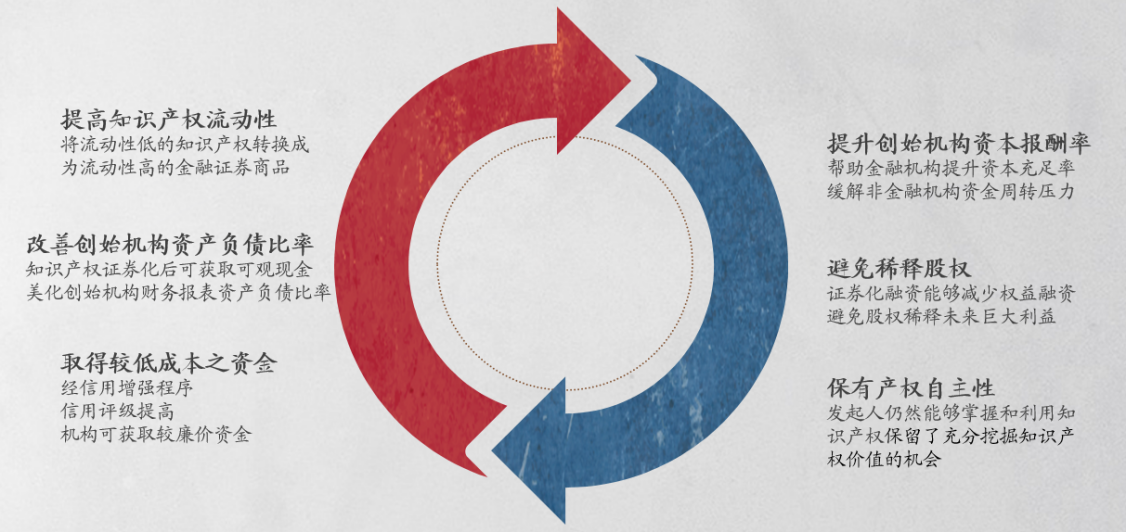 提高知识产权流动性
将流动性低的知识产权转换成
为流动性高的金融证券商品
改善创始机构资产负债比率
知识产权证券化后可获取可观现金
美化创始机构财务报表资产负债比率
取得较低成本之资金
经信用增强程序
信用评级提高
机构可获取较廉价资金
提升创始机构资本报酬率
帮助金融机构提升资本充足率
缓解非金融机构资金周转压力
避免稀释股权
证券化融资能够减少权益融资
避免股权稀释未来巨大利益
保有产权自主性
发起人仍然能够掌握和利用知
识产权保留了充分挖掘知识产
权价值的机会